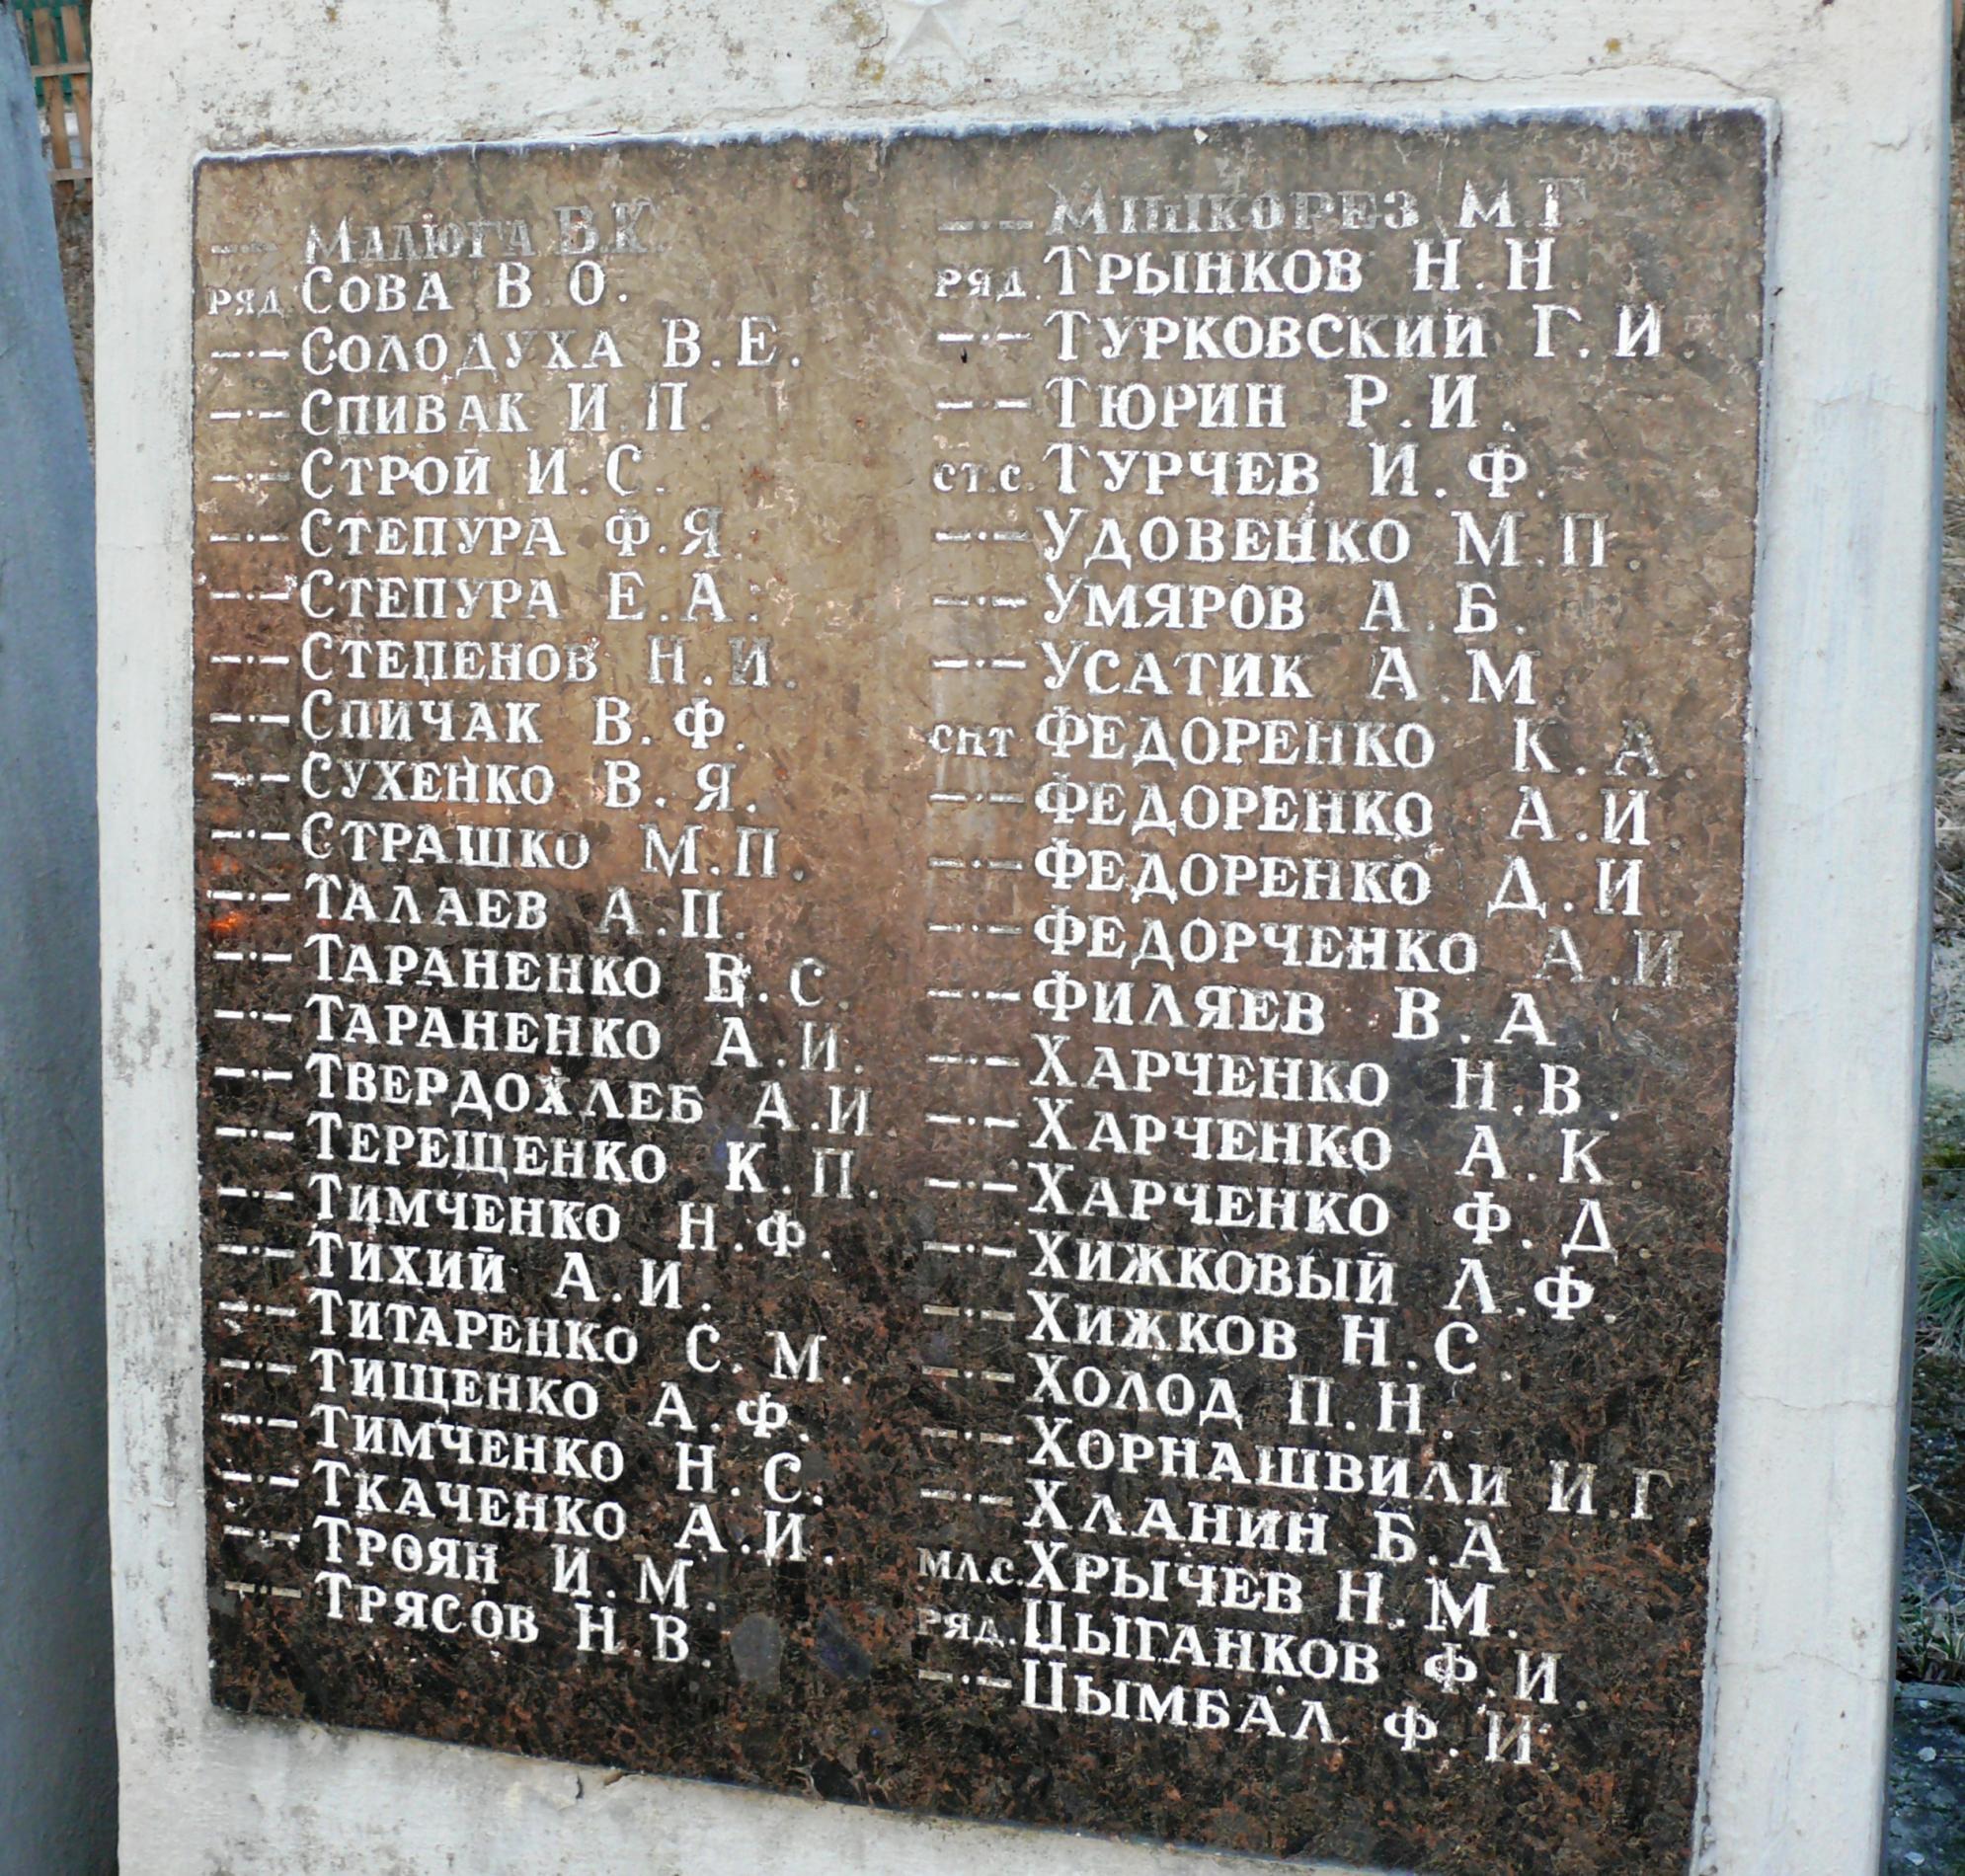 —·— МАЛЮГА В.К.
РЯД. СОВА В.О.
—·— СОЛОДУХА В.Е.
—·— СПИВАК И.П.
—·— СТРОЙ И.С.
—·— СТЕПУРА Ф.Я.
—·— СТЕПУРА Е.А.
—·— СТЕПЕНОВ Н.И.
—·— СПИЧАК В.Ф.
—·— СУХЕНКО В.Я.
—·— СТРАШКО М.П.
—·— ТАЛАЕВ А.П.
—·— ТАРАНЕНКО В.С.
—·— ТАРАНЕНКО А.И.
—·— ТВЕРДОХЛЕБ А.И
—·— ТЕРЕЩЕНКО К.П.
—·— ТИМЧЕНКО Н.Ф.
—·— ТИХИЙ А.И.
—·— ТИТАРЕНКО С.М.
—·— ТИЩЕНКО А.Ф.
—·— ТИМЧЕНКО Н.С.
—·— ТКАЧЕНКО А.И.
—·— ТРОЯН И.М.
—·— ТРЯСОВ Н.В.
—·— МІШКОРЕЗ М.Г
РЯД. ТРЫНКОВ Н.Н.
—·— ТУРКОВСКИЙ Г.И
—·— ТЮРИН Р.И.
СТ.С. ТУРЧЕВ И.Ф.
—·— УДОВЕНКО М.П
—·— УМЯРОВ А.Б.
—·— УСАТИК А.М
СНТ ФЕДОРЕНКО К.А
—·— ФЕДОРЕНКО А.И
—·— ФЕДОРЕНКО Д.И
—·— ФЕДОРЧЕНКО А.И
—·— ФИЛЯЕВ В.А
—·— ХАРЧЕНКО Н.В.
—·— ХАРЧЕНКО А.К
—·— ХАРЧЕНКО Ф.Д
—·— ХИЖКОВЫЙ Л.Ф.
—·— ХИЖКОВ Н.С.
—·— ХОЛОД П.Н.
—·— ХОРНАШВИЛИ И.Г
—·— ХЛАНИН Б.А
МЛ.С. ХРЫЧЕВ Н.М.
РЯД. ЦЫГАНКОВ Ф.И.
—·— ЦЫМБАЛ Ф.И.